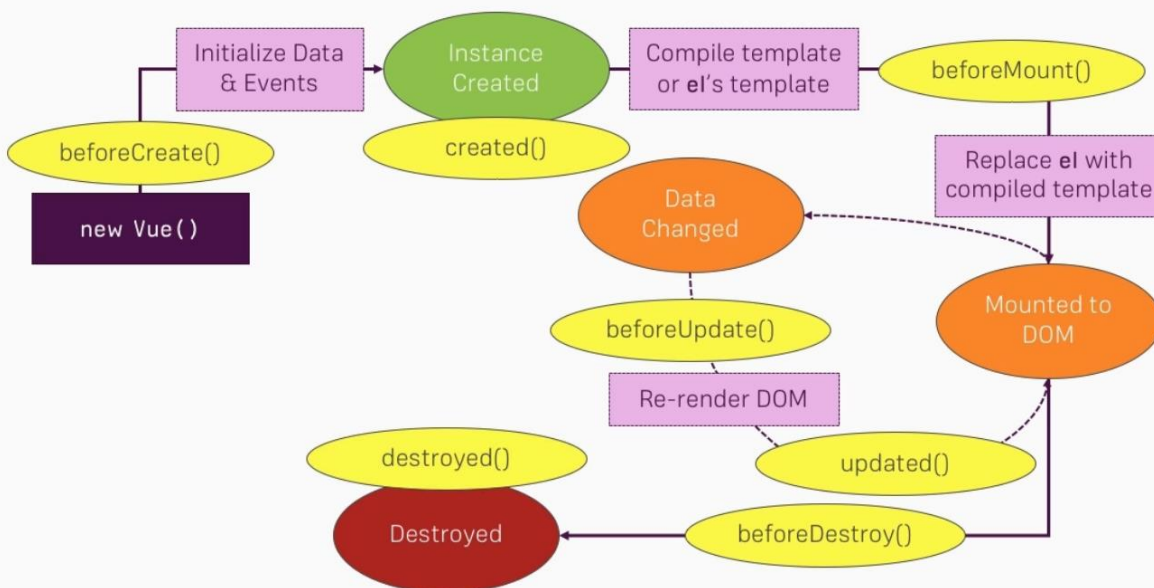 Initialize Data
& Events
Instance
Created
Compile template
or el's template
beforeMount()
beforeCreate()
created()
Replace el with
compiled template
new Vue()
Data
Changed
Mounted to
DOM
beforeUpdate()
Re-render DOM
destroyed()
updated()
Destroyed
beforeDestroy()